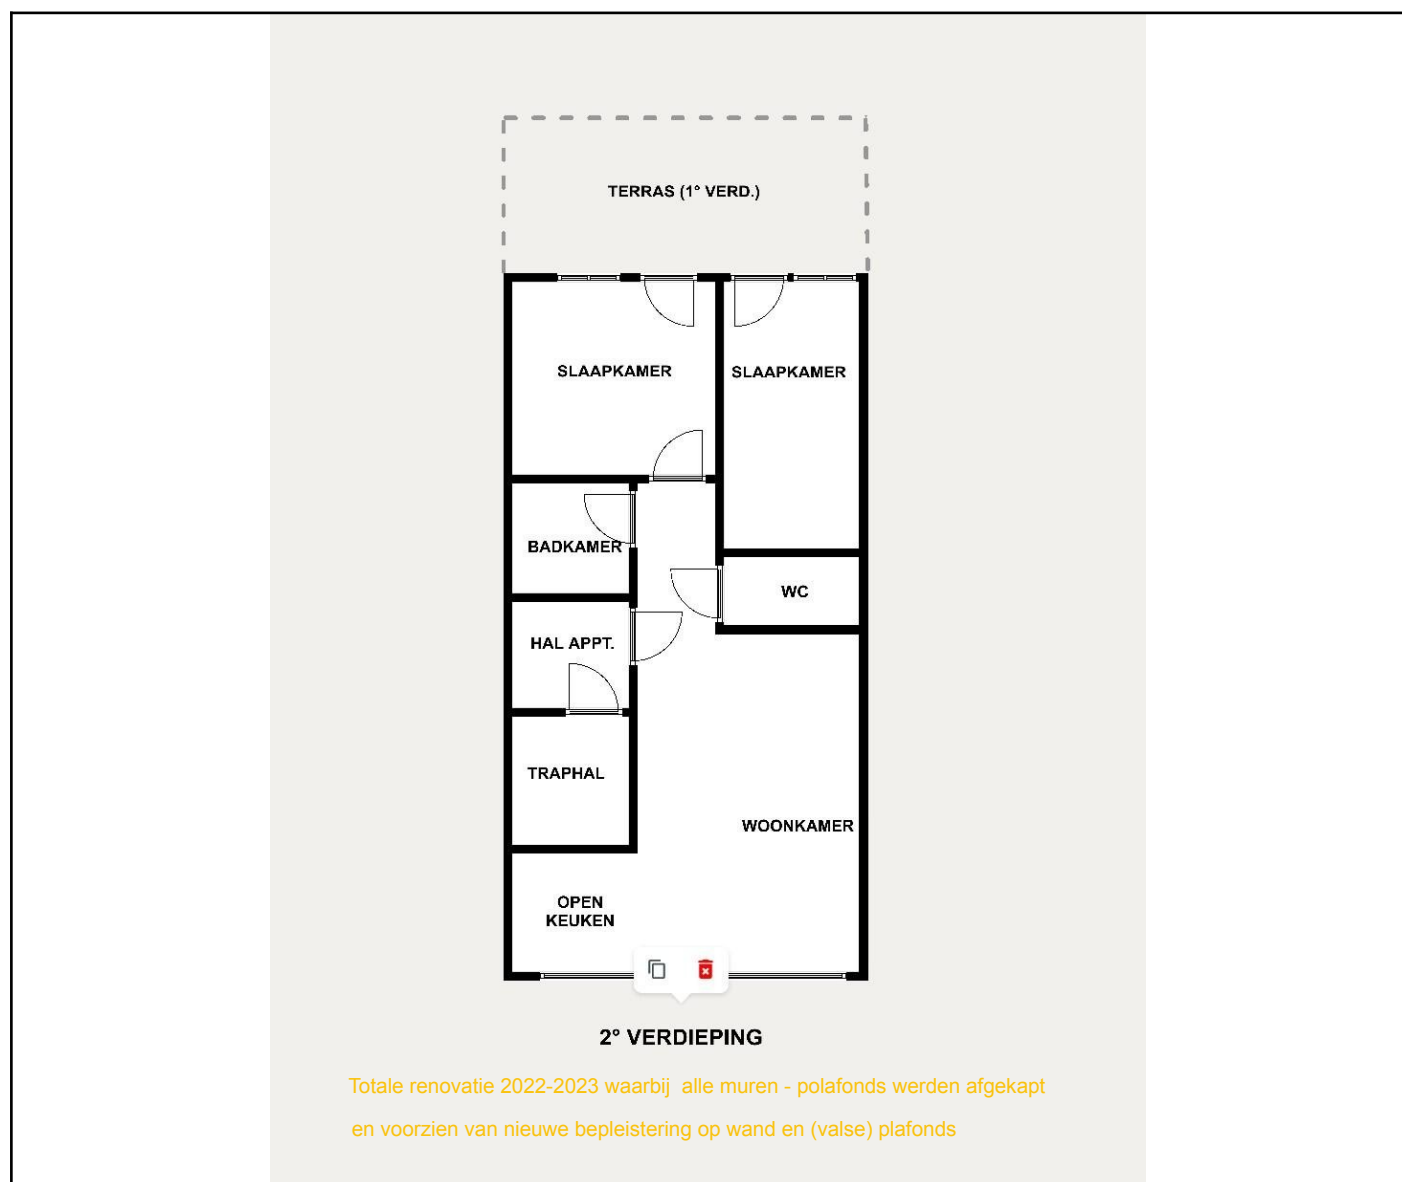 TERRAS (1° VERD.)
SLAAPKAMER
SLAAPKAMER
BADKAMER
WC
HAL APPT.
TRAPHAL
WOONKAMER
OPEN
KEUKEN
2° VERDIEPING
Totale renovatie 2022-2023 waarbij  alle muren - polafonds werden afgekapt
en voorzien van nieuwe bepleistering op wand en (valse) plafonds